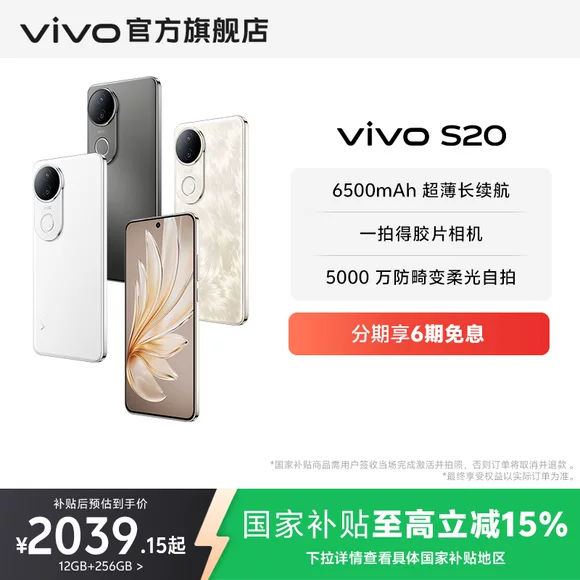 vivo 官方旗舰店
vivo S20
6500mAh 超薄长续航
一拍得胶片相机
5000 万防畸变柔光自拍
分期享6期免息
*国家补贴商品需用户签收当场完成激活并拍照，否则订单将取消并退款 。
*最终享受权益以实际订单为准。
补贴后预估到手价
¥2039.15起
12GB+256GB >
国家补贴至高立减15%
下拉详情查看具体国家补贴地区